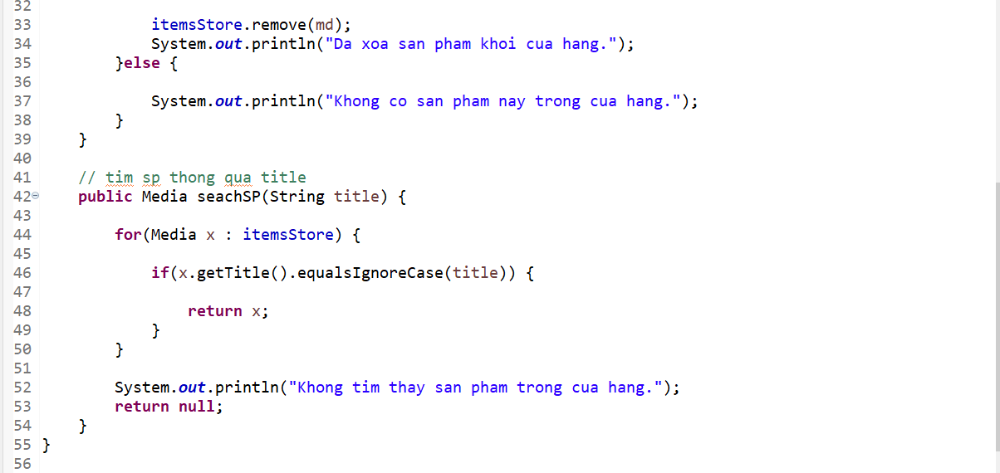 32
33 itemsStore.remove(md);
34 System.out.println("Da xoa san pham khoi cua hang.");
35 }else {
36
37 System.out.println("Khong co san pham nay trong cua hang.");
38 }
39 }
40
41 // tim sp thong qua title
42 public Media seachSP(String title) {
43
44 for(Media x : itemsStore) {
45
46 if(x.getTitle().equalsIgnoreCase(title)) {
47
48 return x;
49 }
50 }
51
52 System.out.println("Khong tim thay san pham trong cua hang.");
53 return null;
54 }
55 }
56